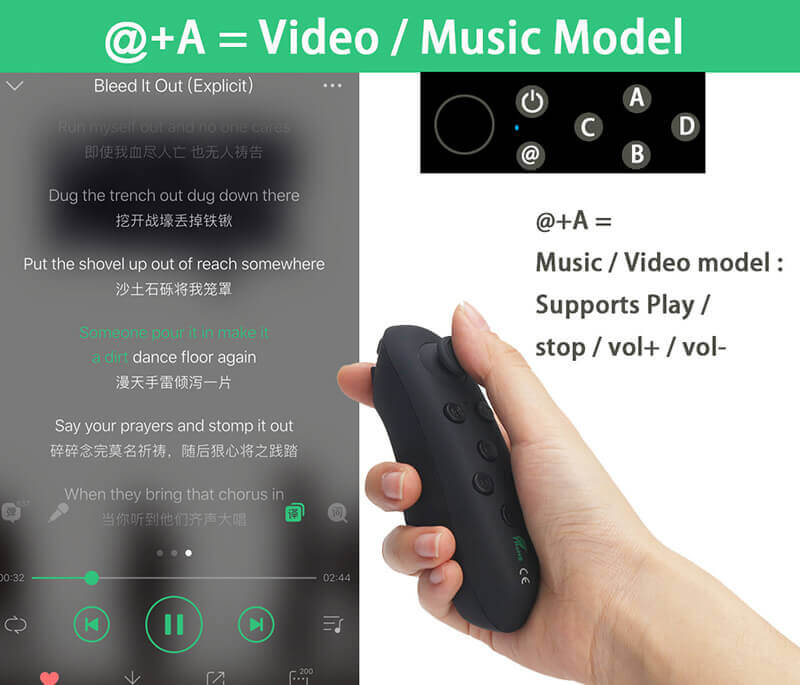 @+A = Video / Music Model
Bleed It Out (Explicit)
Run myself out and no one cares
即使我血尽人亡 也无人祷告
Dug the trench out dug down there
挖开战壕丢掉铁锹
Put the shovel up out of reach somewhere
沙土石砾将我笼罩
Someone pour it in make it
a dirt dance floor again
漫天手雷倾泻一片
Say your prayers and stomp it out
碎碎念完莫名祈祷，随后狠心将之践踏
When they bring that chorus in
当你听到他们齐声大唱
弹
译
词
00:32
02:44
200
@
A
B
C
D
@+A =
Music / Video model :
Supports Play /
stop / vol+ / vol-
CE